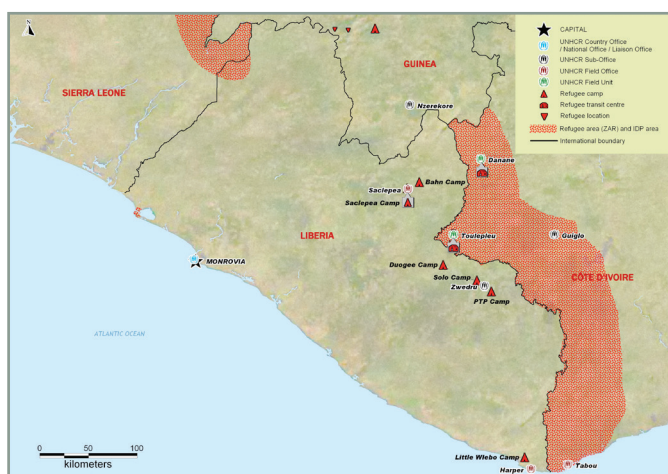 N
CAPITAL
UNHCR Country Office
/ National Office / Liaison Office
UNHCR Sub-Office
UNHCR Field Office
UNHCR Field Unit
Refugee camp
Refugee transit centre
Refugee location
Refugee area (ZAR) and IDP area
International boundary
GUINEA
SIERRA LEONE
Nzerekore
Danane
Bahn Camp
Saclepea
Saclepea Camp
LIBERIA
Toulepleu
Guiglo
MONROVIA
Duogee Camp
CÔTE D'IVOIRE
Solo Camp
Zwedru
PTP Camp
ATLANTIC OCEAN
0 50 100
kilometers
Little Wlebo Camp
Harper
Tabou